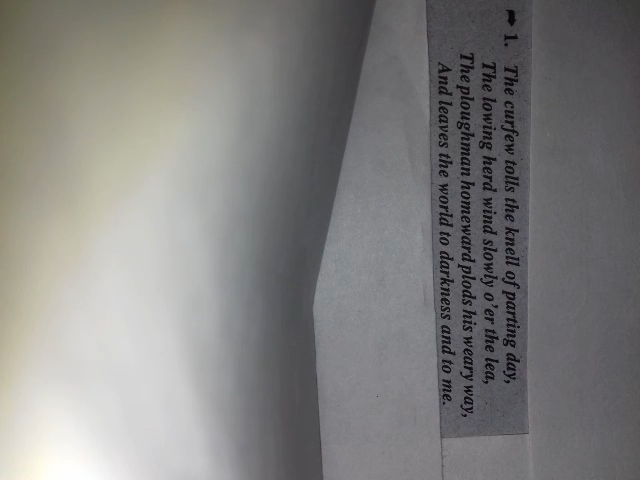 ➡ 1. The curfew tolls the knell of parting day,
The lowing herd wind slowly o'er the lea,
The ploughman homeward plods his weary way,
And leaves the world to darkness and to me.